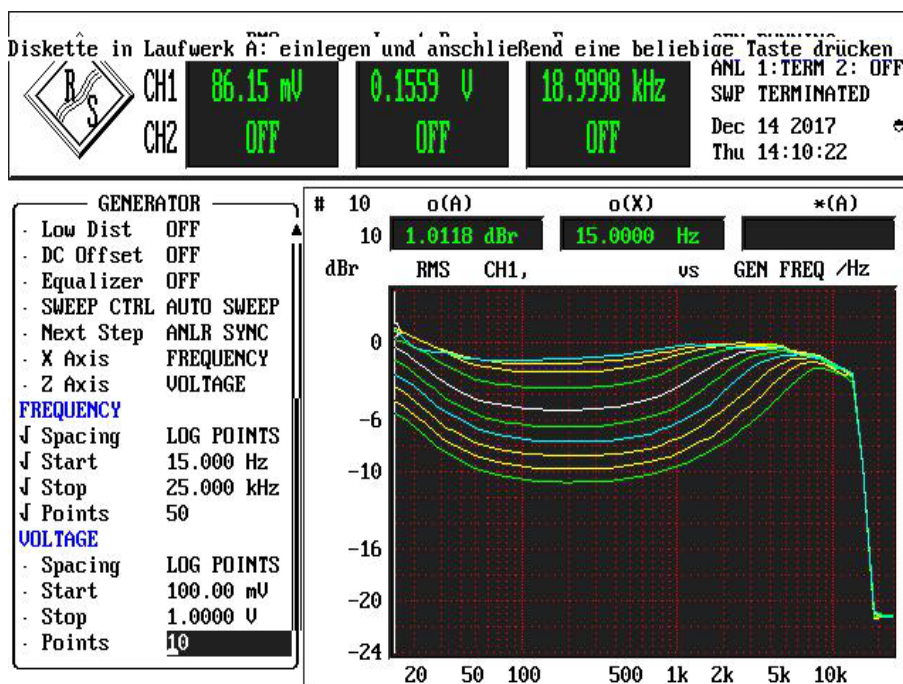 Diskette in Laufwerk A: einlegen und anschließend eine beliebige Taste drücken
R S
CH1 86.15 mV 0.1559 V 18.9998 kHz
ANL 1:TERM 2: OFF
SWP TERMINATED
CH2 OFF OFF OFF
Dec 14 2017
Thu 14:10:22
GENERATOR
· Low Dist OFF
· DC Offset OFF
· Equalizer OFF
· SWEEP CTRL AUTO SWEEP
· Next Step ANLR SYNC
· X Axis FREQUENCY
· Z Axis VOLTAGE
FREQUENCY
√ Spacing LOG POINTS
√ Start 15.000 Hz
√ Stop 25.000 kHz
√ Points 50
VOLTAGE
· Spacing LOG POINTS
· Start 100.00 mV
· Stop 1.0000 V
· Points 10
# 10 o(A) o(X) *(A)
10 1.0118 dBr 15.0000 Hz
dBr RMS CH1, vs GEN FREQ /Hz
0
-6
-10
-16
-20
-24
20 50 100 500 1k 2k 5k 10k